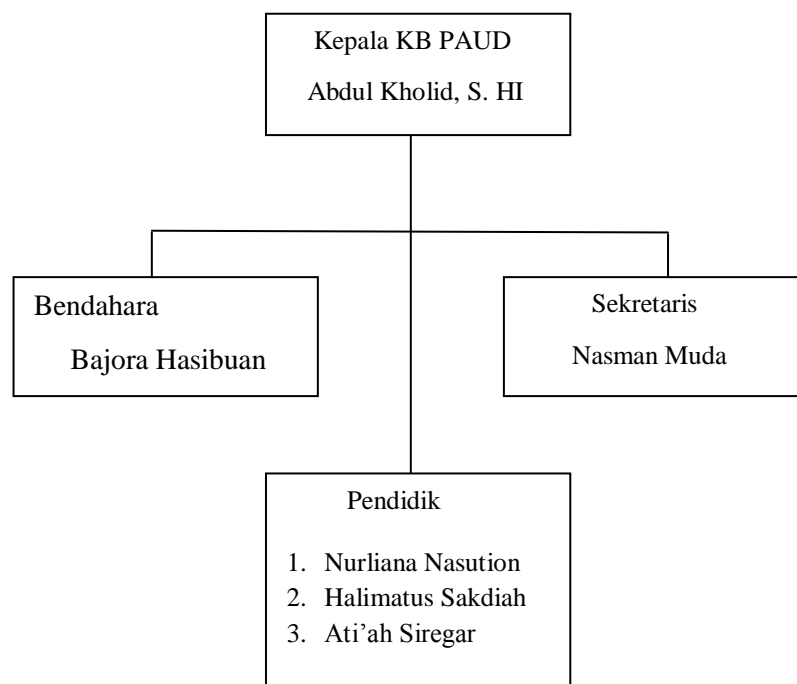 Kepala KB PAUD
Abdul Kholid, S. HI
Bendahara
Bajora Hasibuan
Sekretaris
Nasman Muda
Pendidik
1. Nurliana Nasution
2. Halimatus Sakdiah
3. Ati’ah Siregar